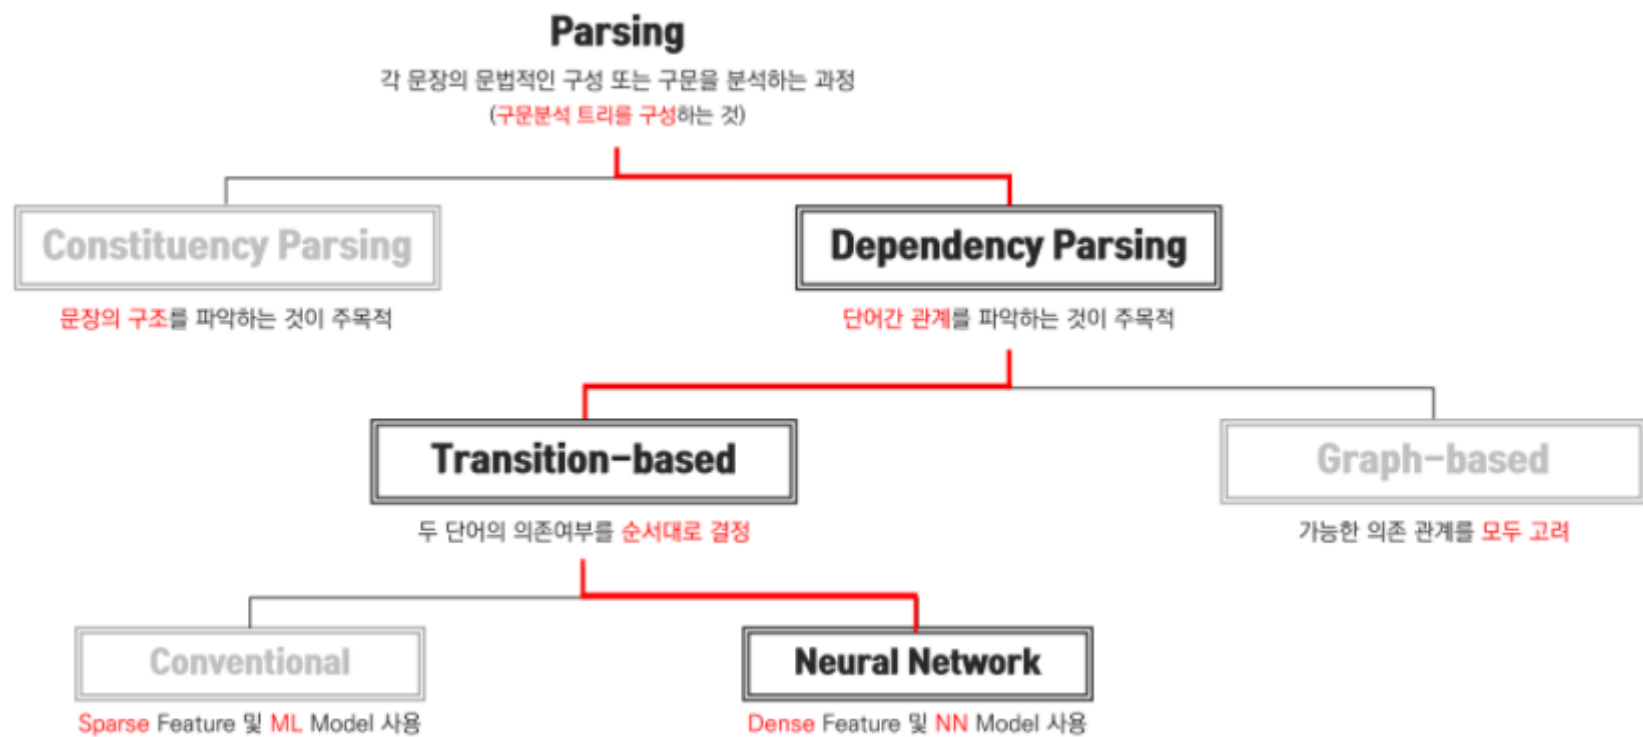 Parsing
각 문장의 문법적인 구성 또는 구문을 분석하는 과정
(구문분석 트리를 구성하는 것)
Constituency Parsing
Dependency Parsing
문장의 구조를 파악하는 것이 주목적
단어간 관계를 파악하는 것이 주목적
Transition-based
Graph-based
두 단어의 의존여부를 순서대로 결정
가능한 의존 관계를 모두 고려
Conventional
Neural Network
Sparse Feature 및 ML Model 사용
Dense Feature 및 NN Model 사용